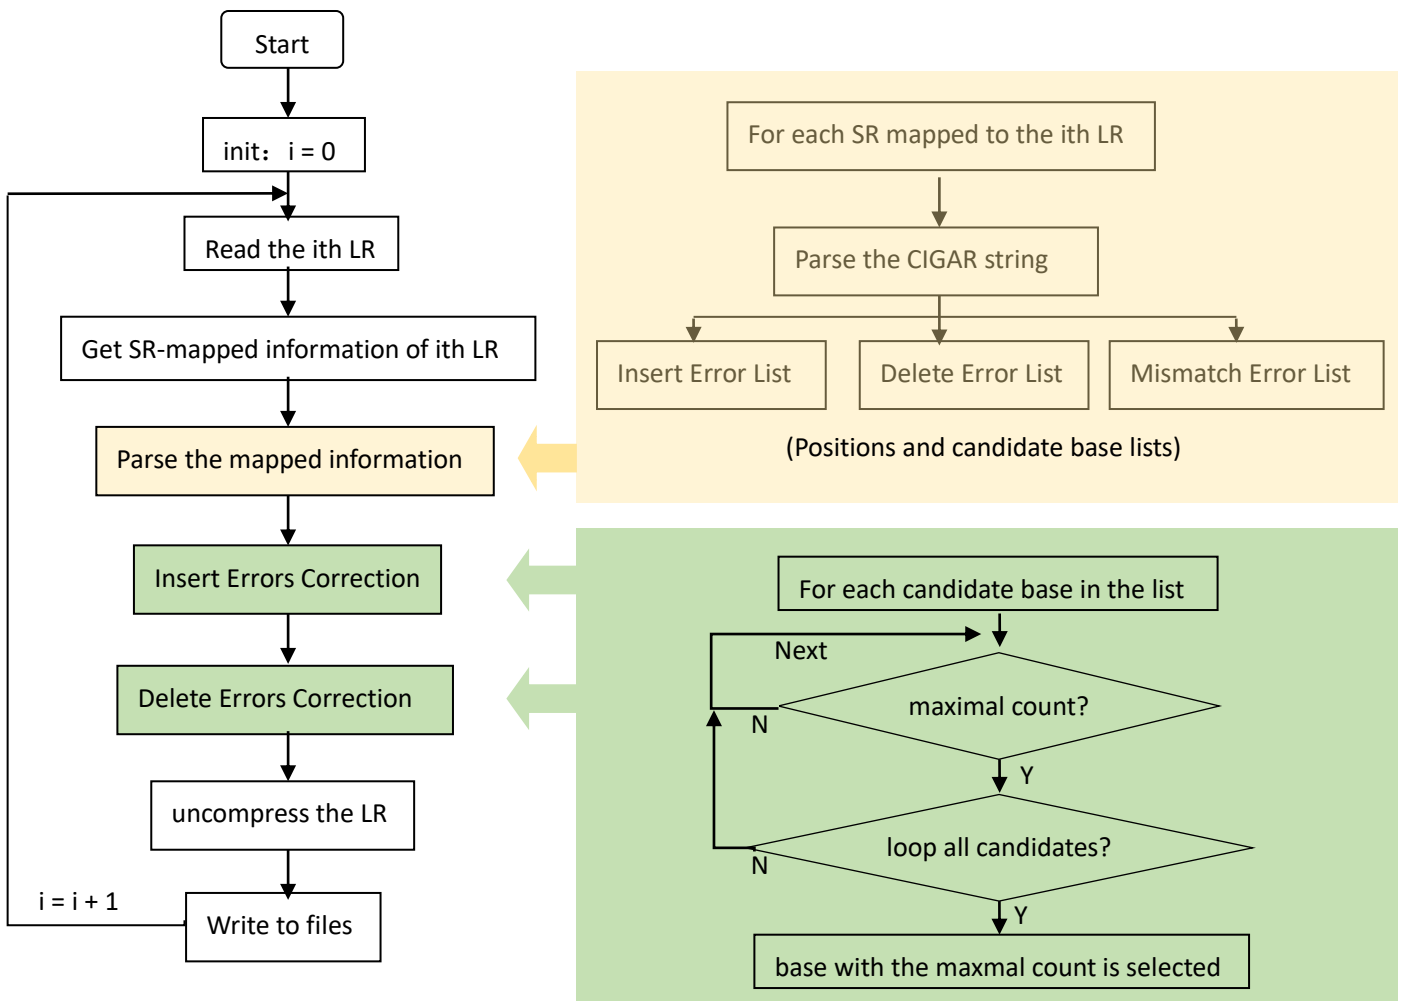 Start
init: i = 0
Read the ith LR
Get SR-mapped information of ith LR
Parse the mapped information
Insert Errors Correction
Delete Errors Correction
uncompress the LR
i = i + 1
Write to files
For each SR mapped to the ith LR
Parse the CIGAR string
Insert Error List
Delete Error List
Mismatch Error List
(Positions and candidate base lists)
For each candidate base in the list
Next
maximal count?
N
Y
loop all candidates?
N
Y
base with the maxmal count is selected